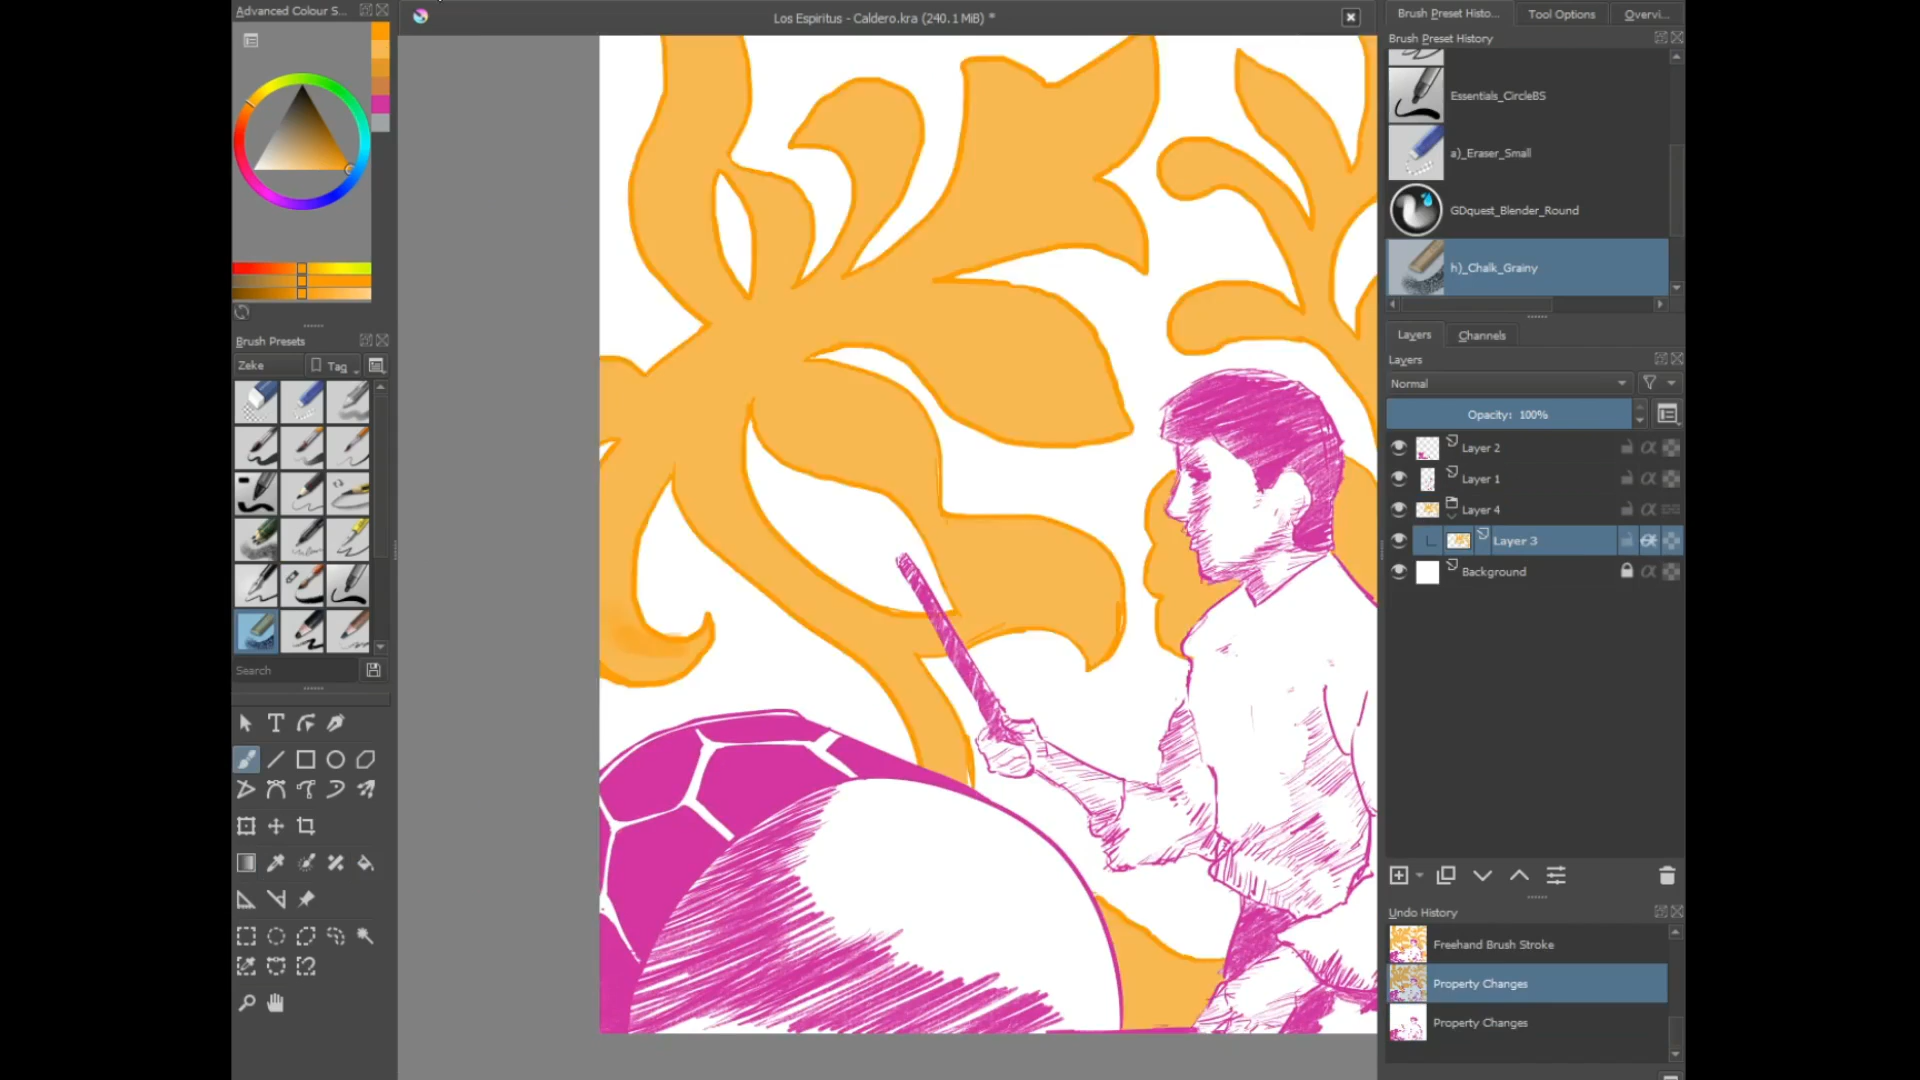 Advanced Colour S...
Los Espiritus - Caldero.kra (240.1 MiB) *
Brush Preset Histo...
Tool Options
Overvi...
Brush Preset History
Essentials_CircleBS
a)_Eraser_Small
GDquest_Blender_Round
h)_Chalk_Grainy
Brush Presets
Zeke
Tag
Search
Layers
Channels
Layers
Normal
Opacity: 100%
Layer 2
Layer 1
Layer 4
Layer 3
Background
Undo History
Freehand Brush Stroke
Property Changes
Property Changes